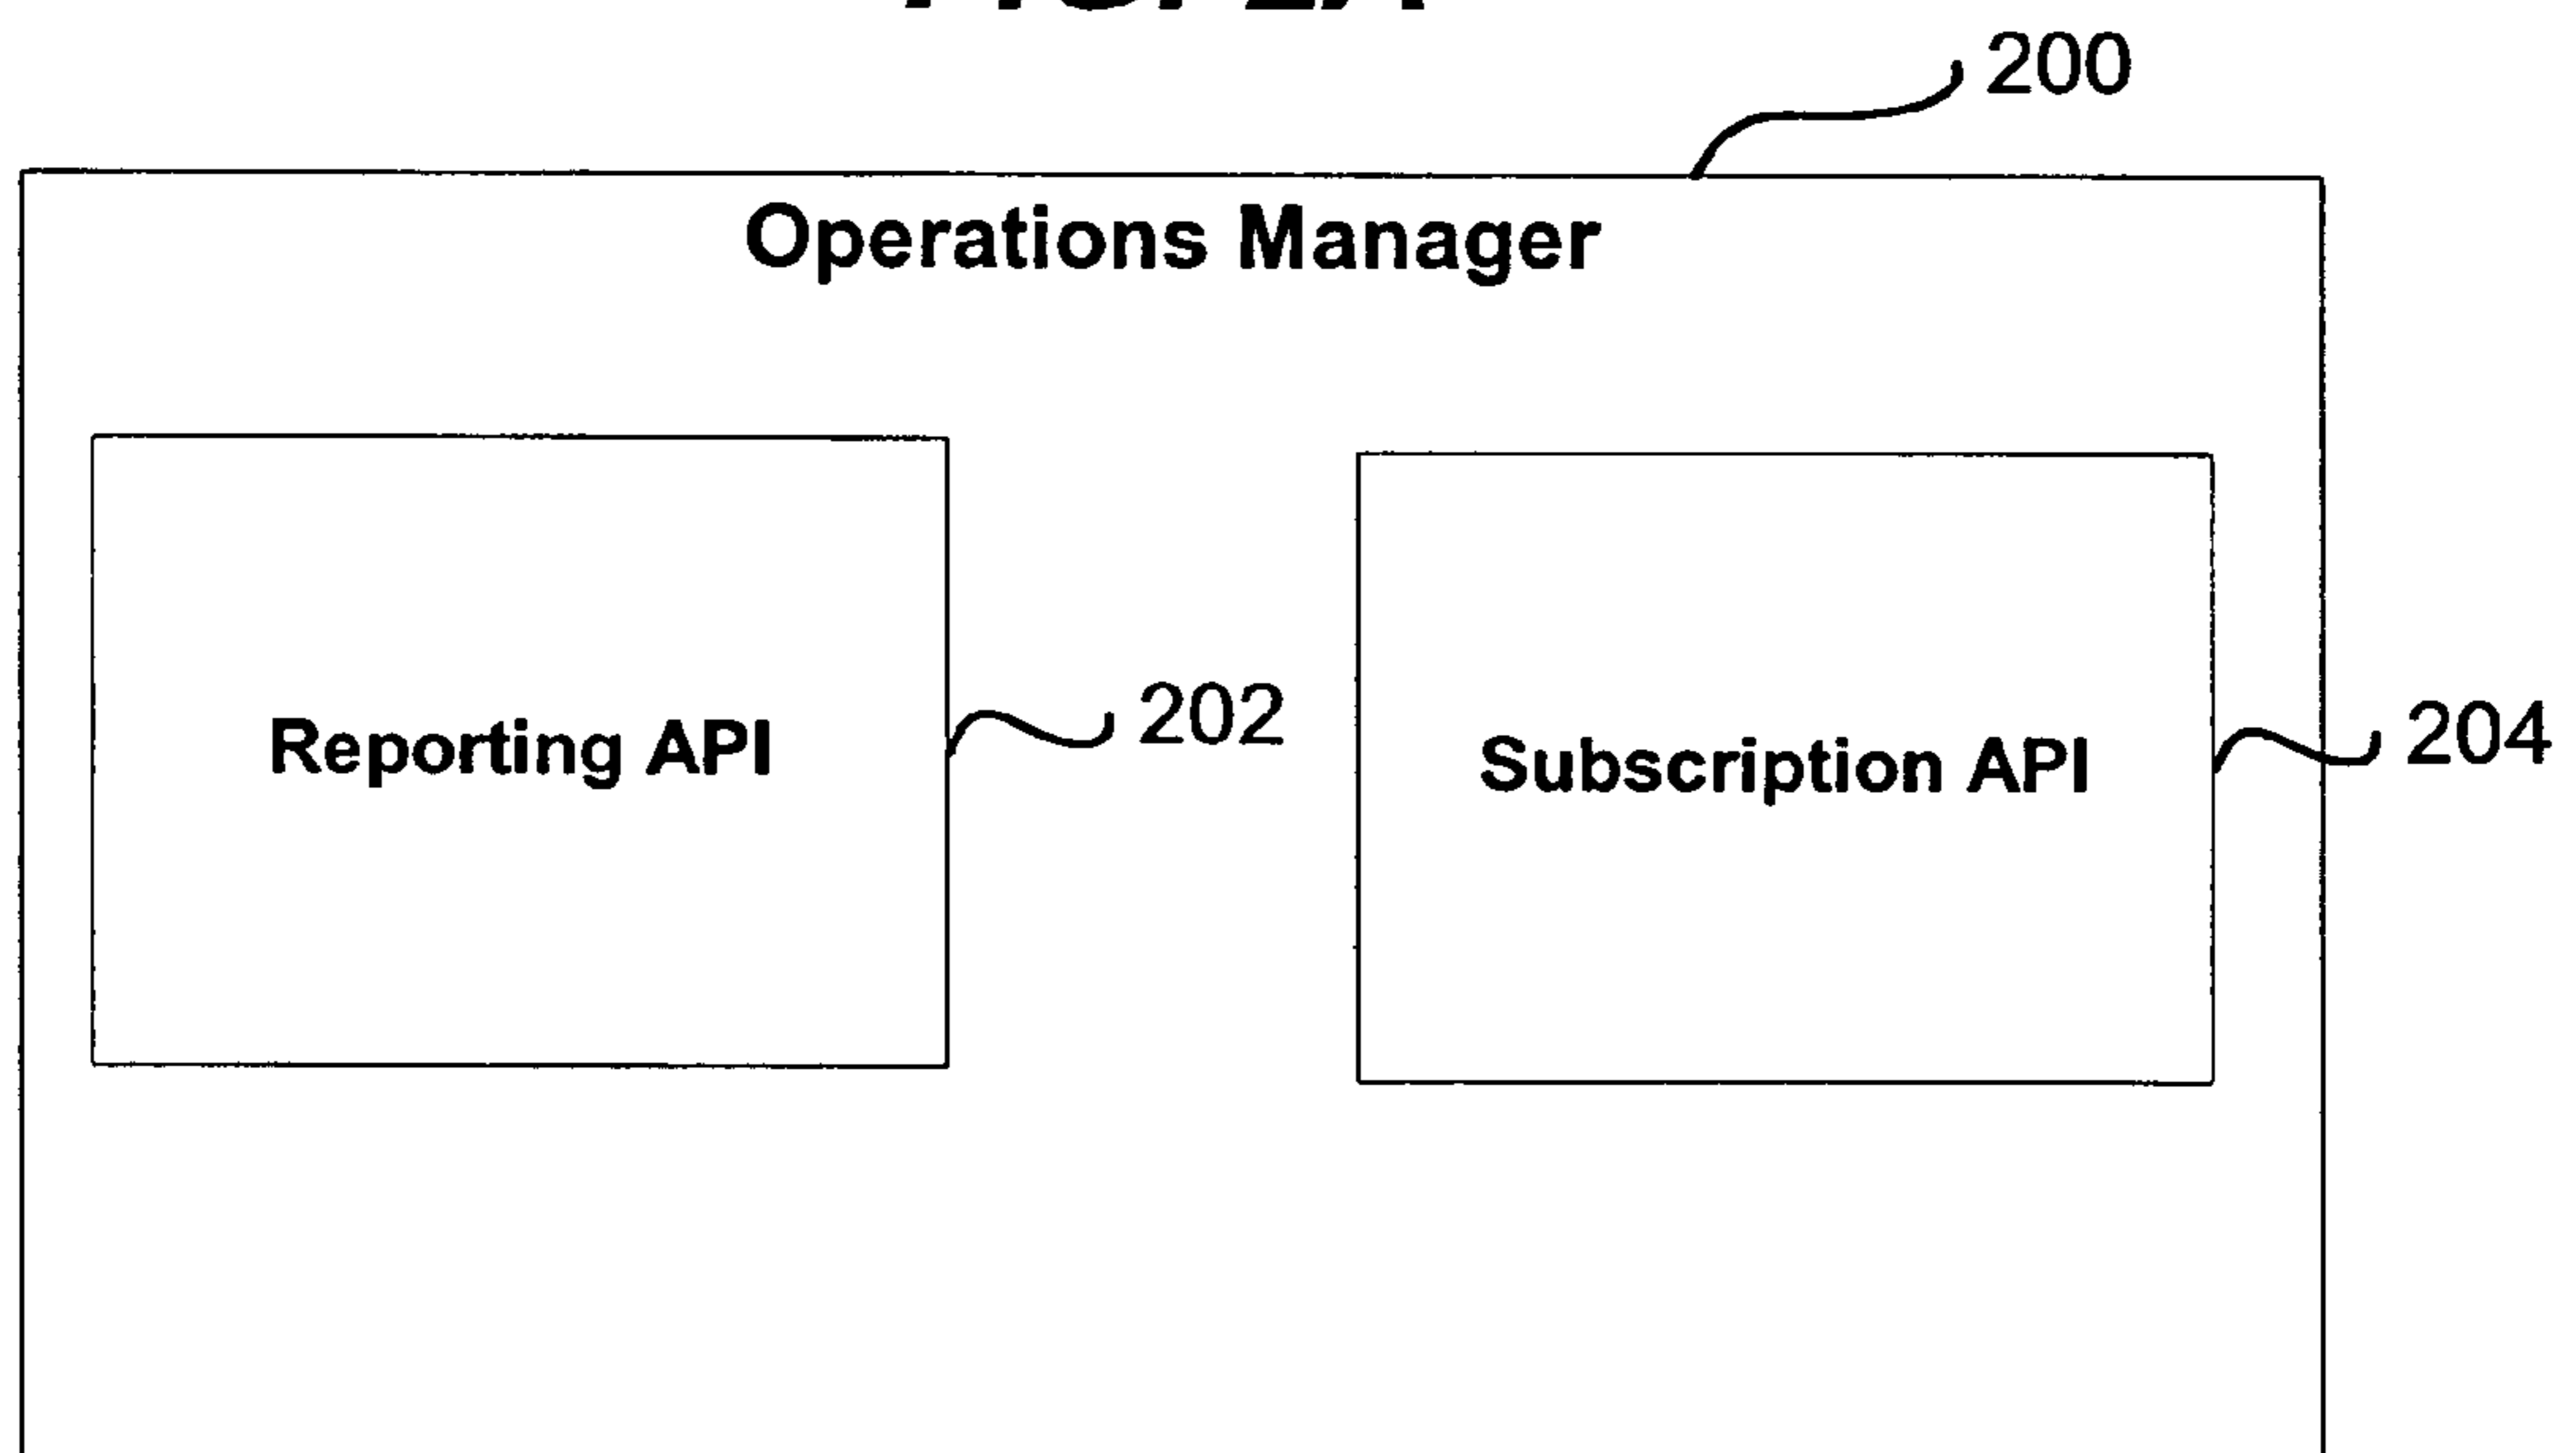 200
Operations Manager
Reporting API
202
Subscription API
204